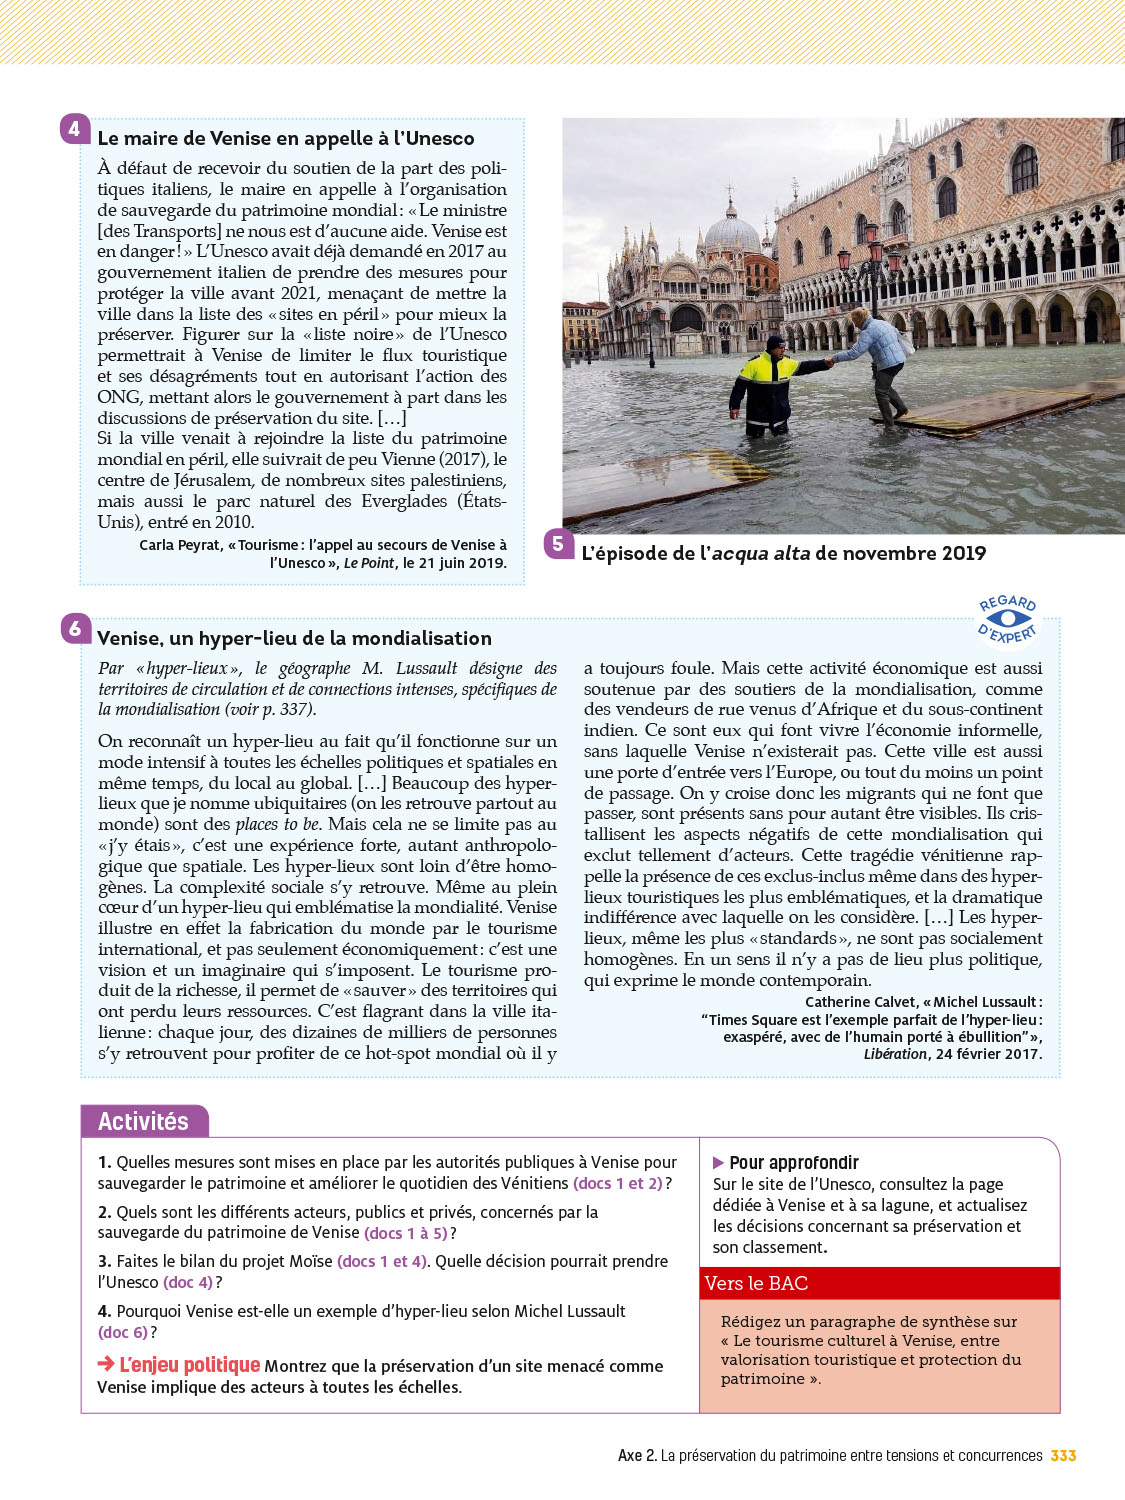 4
Le maire de Venise en appelle à l'Unesco
À défaut de recevoir du soutien de la part des poli-
tiques italiens, le maire en appelle à l'organisation
de sauvegarde du patrimoine mondial : « Le ministre
[des Transports] ne nous est d'aucune aide. Venise est
en danger ! » L'Unesco avait déjà demandé en 2017 au
gouvernement italien de prendre des mesures pour
protéger la ville avant 2021, menaçant de mettre la
ville dans la liste des « sites en péril » pour mieux la
préserver. Figurer sur la « liste noire » de l'Unesco
permettrait à Venise de limiter le flux touristique
et ses désagréments tout en autorisant l'action des
ONG, mettant alors le gouvernement à part dans les
discussions de préservation du site. […]
Si la ville venait à rejoindre la liste du patrimoine
mondial en péril, elle suivrait de peu Vienne (2017), le
centre de Jérusalem, de nombreux sites palestiniens,
mais aussi le parc naturel des Everglades (États-
Unis), entré en 2010.
Carla Peyrat, « Tourisme : l'appel au secours de Venise à
l'Unesco », Le Point, le 21 juin 2019.
5
L'épisode de l'acqua alta de novembre 2019
REGARD
D'EXPERT
6
Venise, un hyper-lieu de la mondialisation
Par « hyper-lieux », le géographe M. Lussault désigne des
territoires de circulation et de connections intenses, spécifiques de
la mondialisation (voir p. 337).
On reconnaît un hyper-lieu au fait qu'il fonctionne sur un
mode intensif à toutes les échelles politiques et spatiales en
même temps, du local au global. […] Beaucoup des hyper-
lieux que je nomme ubiquitaires (on les retrouve partout au
monde) sont des places to be. Mais cela ne se limite pas au
« j'y étais », c'est une expérience forte, autant anthropolo-
gique que spatiale. Les hyper-lieux sont loin d'être homo-
gènes. La complexité sociale s'y retrouve. Même au plein
cœur d'un hyper-lieu qui emblématise la mondialité. Venise
illustre en effet la fabrication du monde par le tourisme
international, et pas seulement économiquement : c'est une
vision et un imaginaire qui s'imposent. Le tourisme pro-
duit de la richesse, il permet de « sauver » des territoires qui
ont perdu leurs ressources. C'est flagrant dans la ville ita-
lienne : chaque jour, des dizaines de milliers de personnes
s'y retrouvent pour profiter de ce hot-spot mondial où il y
a toujours foule. Mais cette activité économique est aussi
soutenue par des soutiers de la mondialisation, comme
des vendeurs de rue venus d'Afrique et du sous-continent
indien. Ce sont eux qui font vivre l'économie informelle,
sans laquelle Venise n'existerait pas. Cette ville est aussi
une porte d'entrée vers l'Europe, ou tout du moins un point
de passage. On y croise donc les migrants qui ne font que
passer, sont présents sans pour autant être visibles. Ils cris-
tallisent les aspects négatifs de cette mondialisation qui
exclut tellement d'acteurs. Cette tragédie vénitienne rap-
pelle la présence de ces exclus-inclus même dans des hyper-
lieux touristiques les plus emblématiques, et la dramatique
indifférence avec laquelle on les considère. […] Les hyper-
lieux, même les plus « standards », ne sont pas socialement
homogènes. En un sens il n'y a pas de lieu plus politique,
qui exprime le monde contemporain.
Catherine Calvet, « Michel Lussault :
"Times Square est l'exemple parfait de l'hyper-lieu :
exaspéré, avec de l'humain porté à ébullition" »,
Libération, 24 février 2017.
Activités
1. Quelles mesures sont mises en place par les autorités publiques à Venise pour
sauvegarder le patrimoine et améliorer le quotidien des Vénitiens (docs 1 et 2) ?
2. Quels sont les différents acteurs, publics et privés, concernés par la
sauvegarde du patrimoine de Venise (docs 1 à 5) ?
3. Faites le bilan du projet Moïse (docs 1 et 4). Quelle décision pourrait prendre
l'Unesco (doc 4) ?
4. Pourquoi Venise est-elle un exemple d'hyper-lieu selon Michel Lussault
(doc 6) ?
➜ L'enjeu politique Montrez que la préservation d'un site menacé comme
Venise implique des acteurs à toutes les échelles.
▶ Pour approfondir
Sur le site de l'Unesco, consultez la page
dédiée à Venise et à sa lagune, et actualisez
les décisions concernant sa préservation et
son classement.
Vers le BAC
Rédigez un paragraphe de synthèse sur
« Le tourisme culturel à Venise, entre
valorisation touristique et protection du
patrimoine ».
Axe 2. La préservation du patrimoine entre tensions et concurrences 333